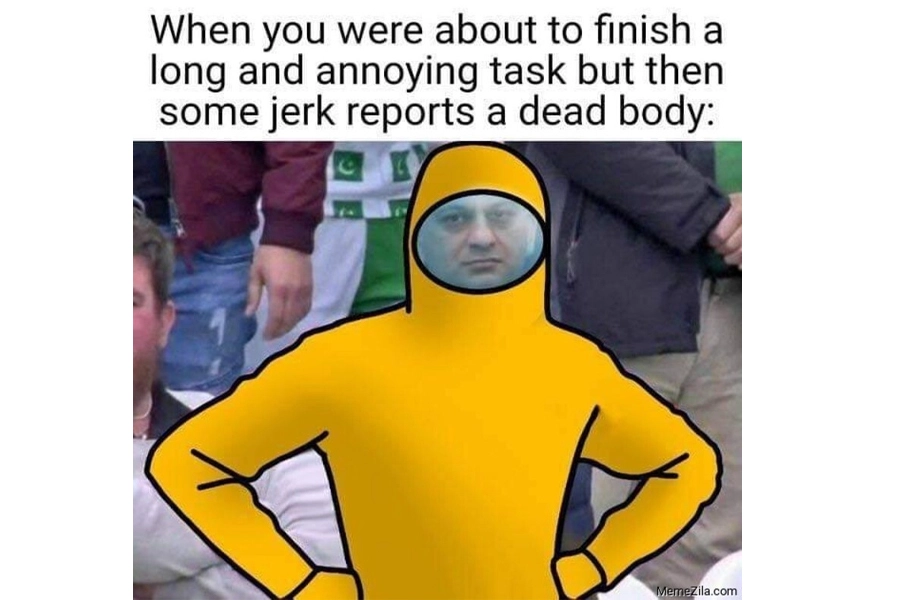 When you were about to finish a
long and annoying task but then
some jerk reports a dead body:
MemeZila.com